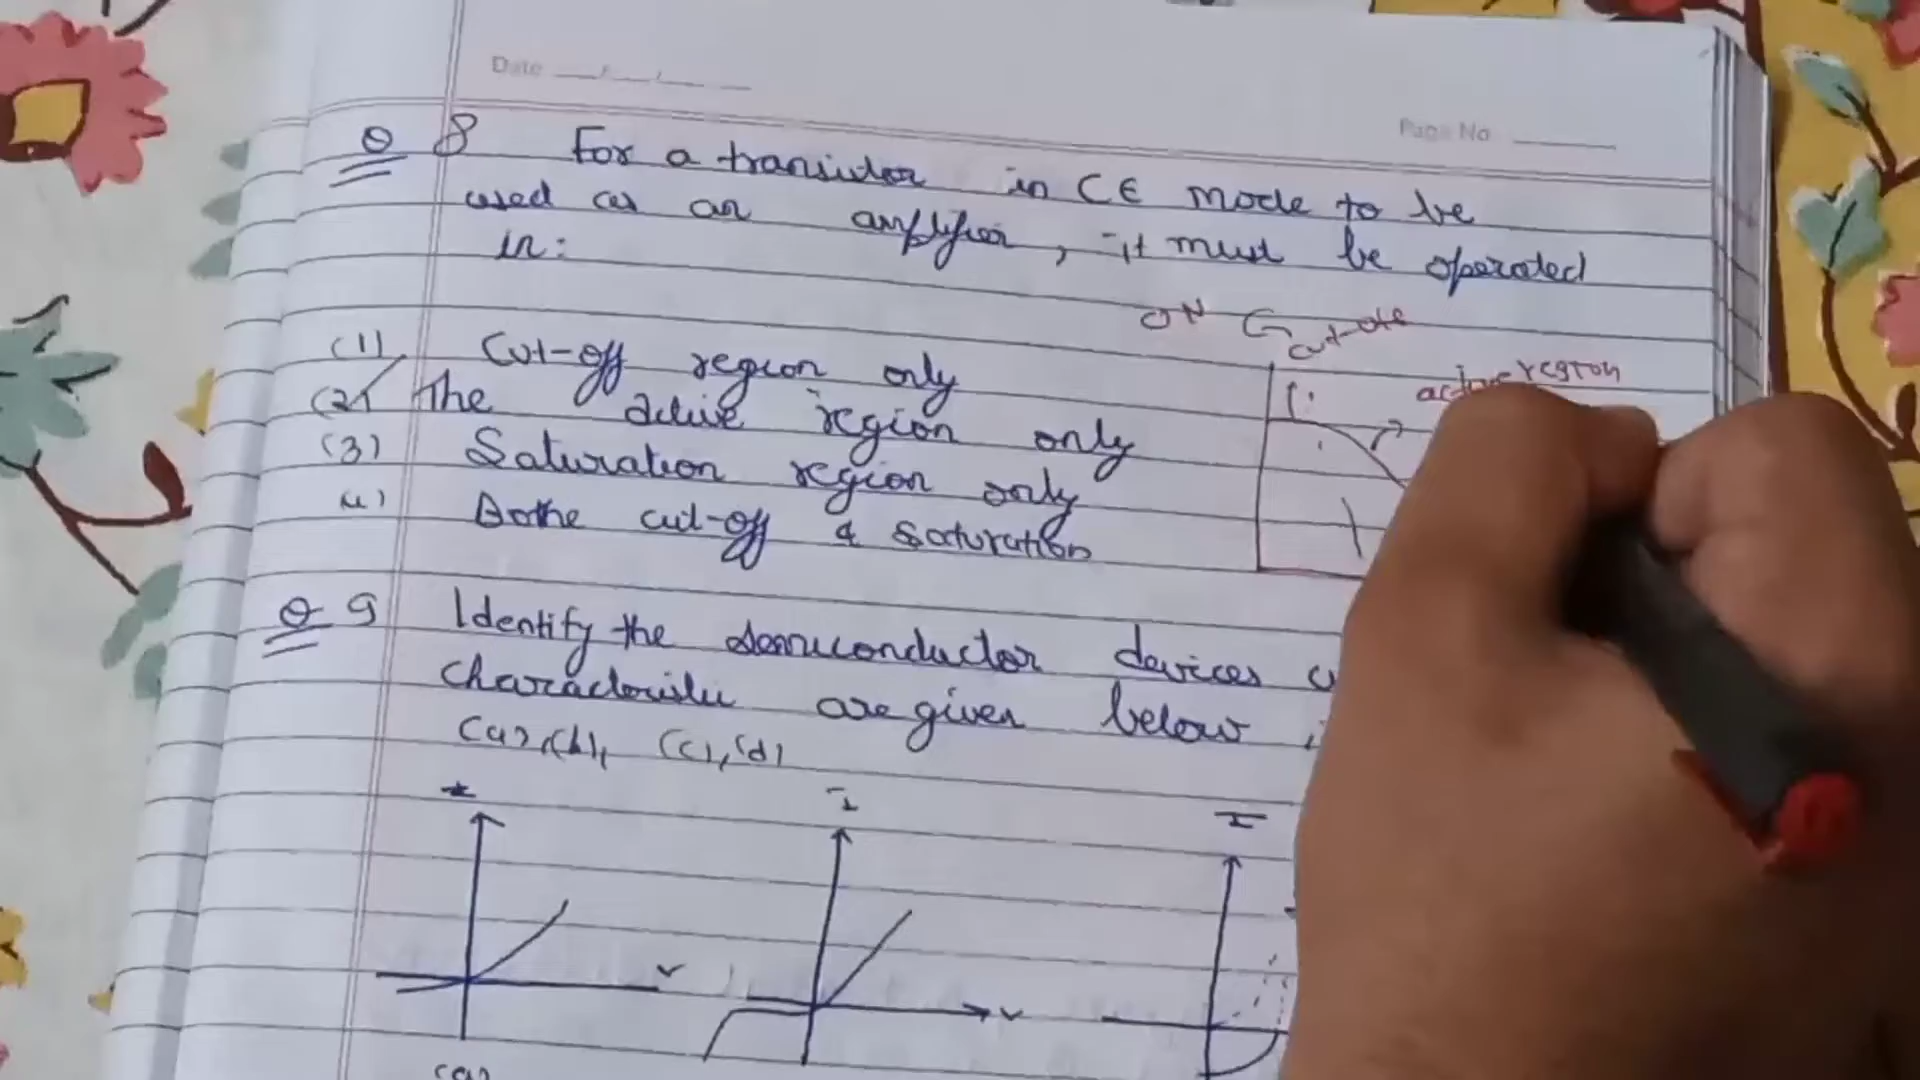 Date
Page No
Q 8 For a transistor in CE mode to be
used as an amplifier, it must be operated
in:
ON
cut-off
active region
(1) Cut-off region only
(2) The active region only
(3) Saturation region only
(4) Bothe cut-off & Saturation
Q 9 Identify the semiconductor devices
characteristic are given below
(a), (b), (c), (d)
I
I
V
V
(a)